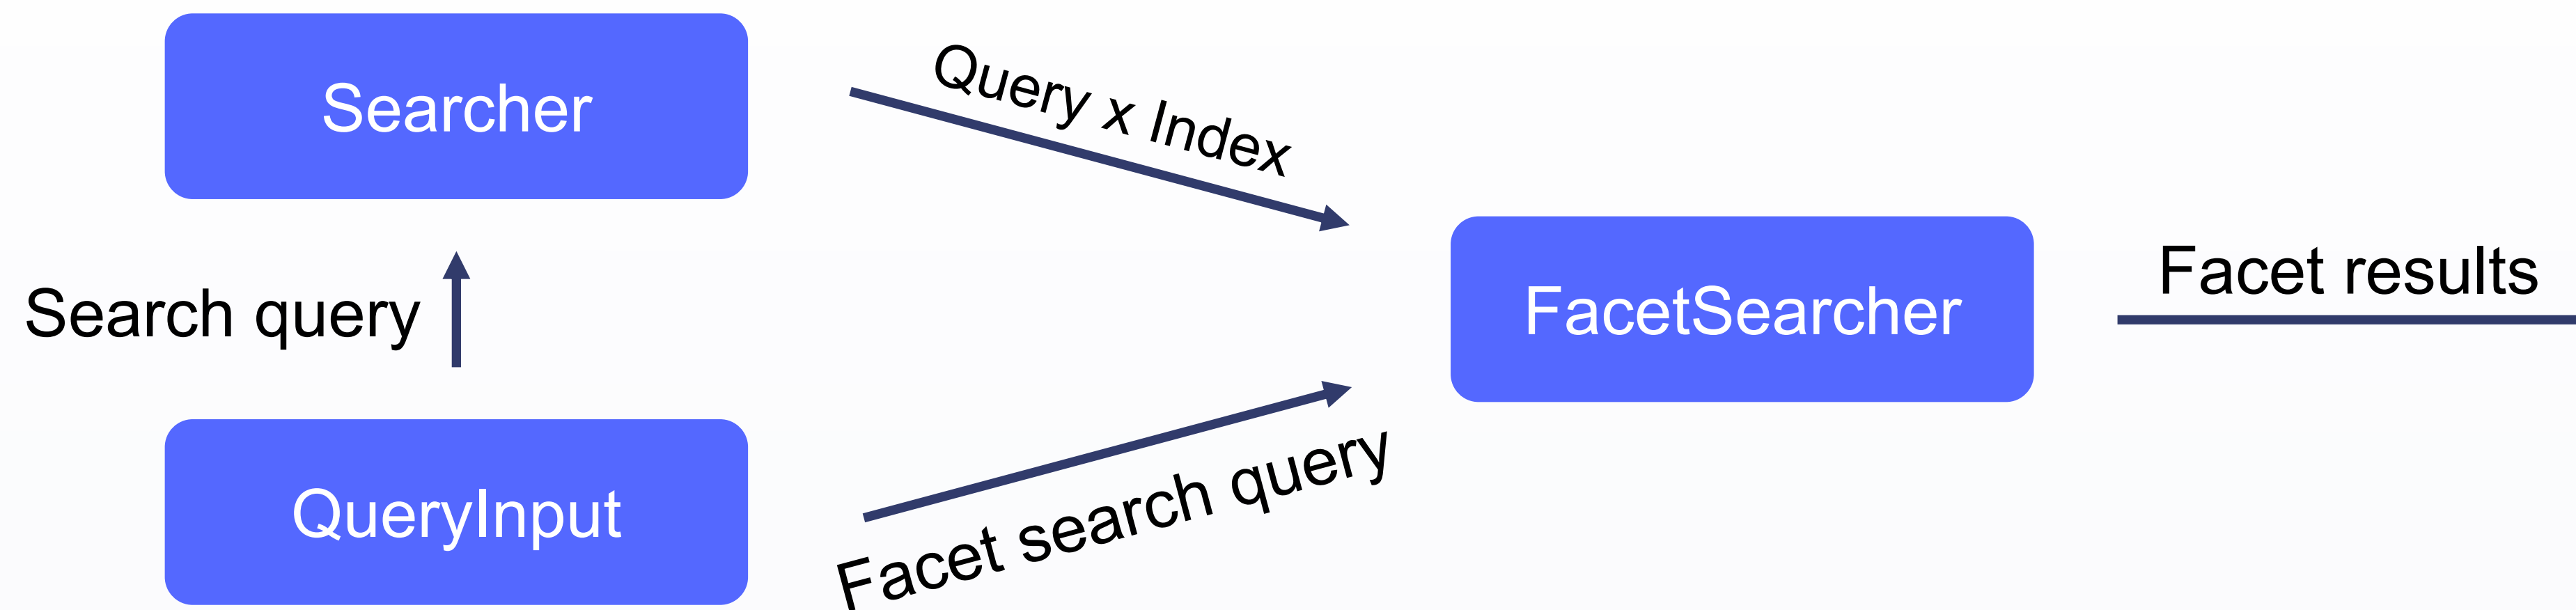 Searcher
Query x Index
Search query
FacetSearcher
Facet results
QueryInput
Facet search query